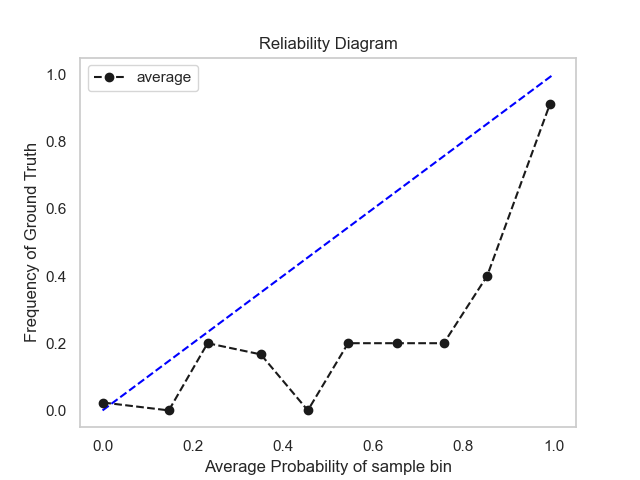 Reliability Diagram
average
1.0
0.8
0.6
0.4
0.2
0.0
Frequency of Ground Truth
0.0 0.2 0.4 0.6 0.8 1.0
Average Probability of sample bin